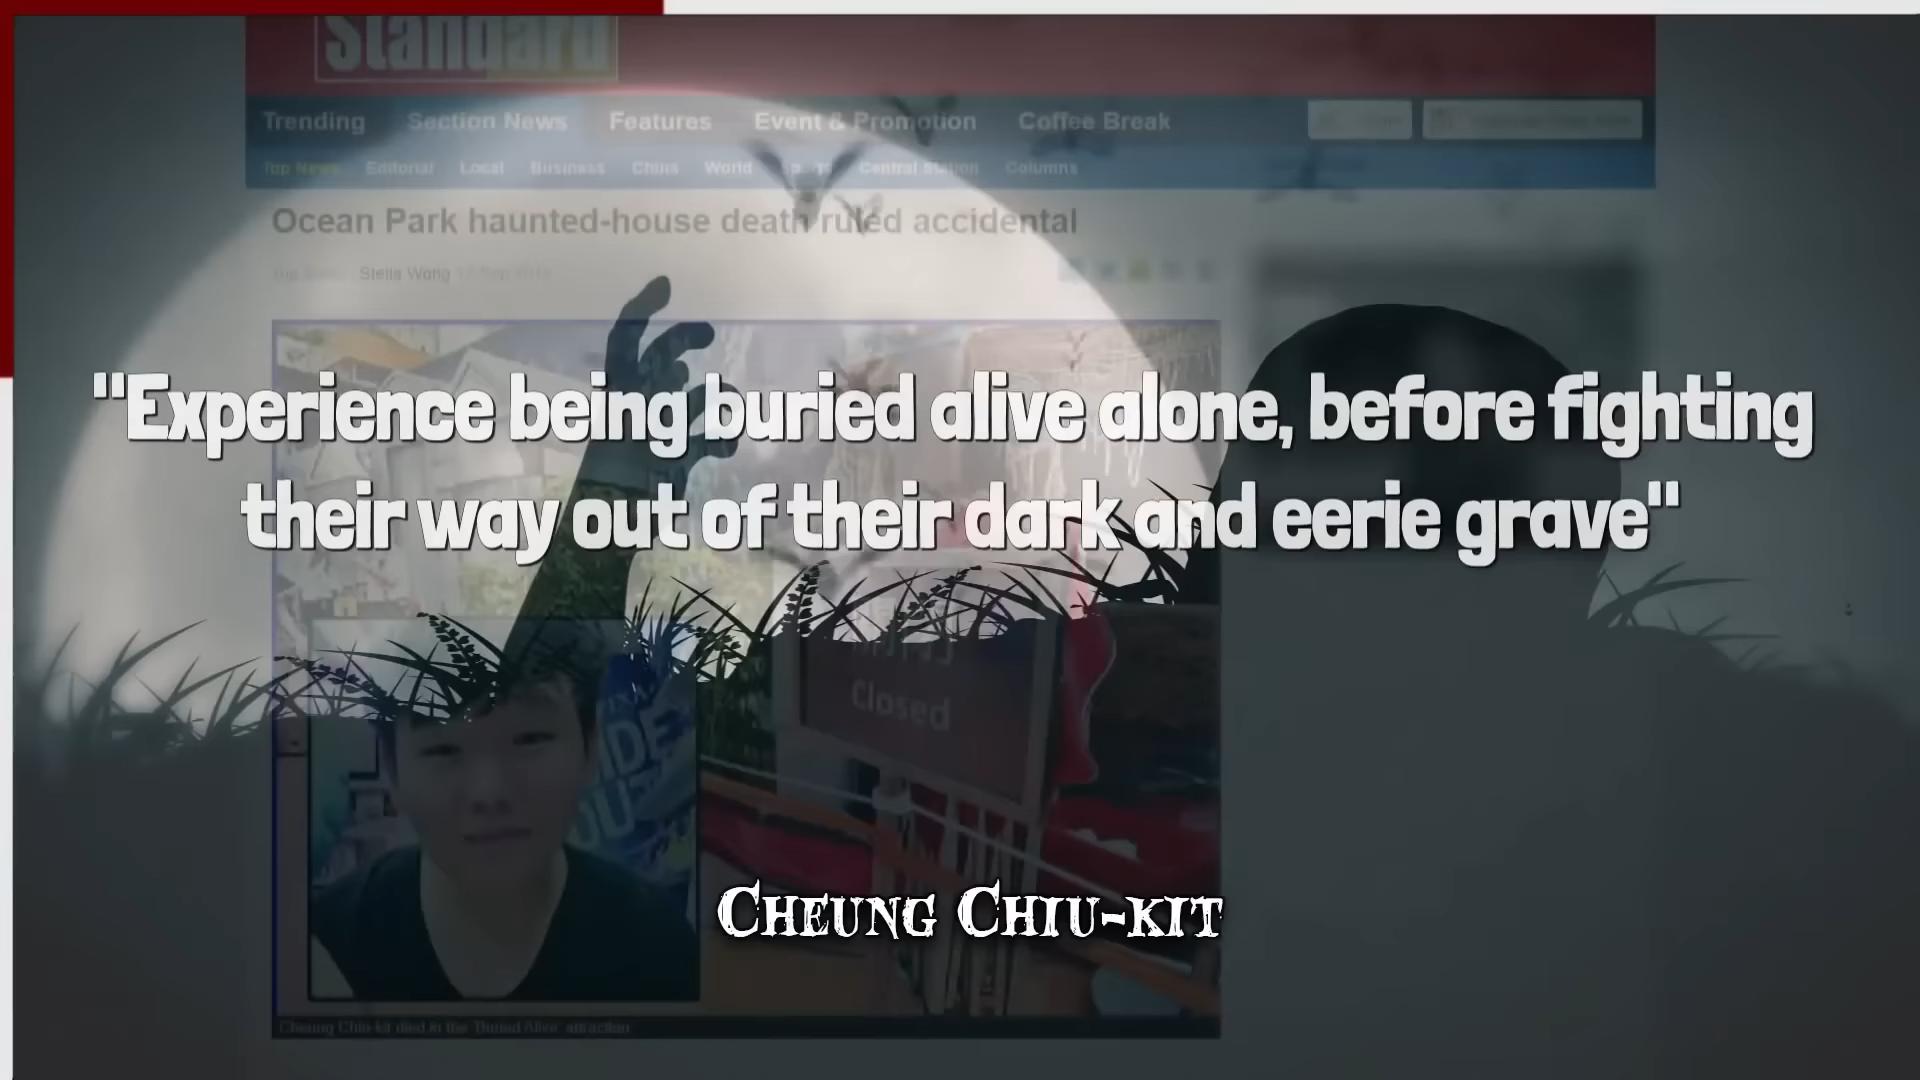 Standard
Trending Section News Features Event & Promotion Coffee Break
Top News Editorial Local Business China World Central Station Columns
Ocean Park haunted-house death ruled accidental
Stella Wong
"Experience being buried alive alone, before fighting
their way out of their dark and eerie grave"
Closed
Cheung Chiu-kit
Cheung Chiu-kit died in the 'Buried Alive' attraction